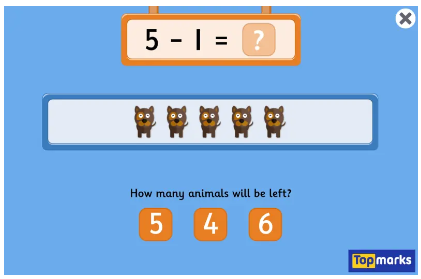 5 - 1 = ?
How many animals will be left?
5 4 6
Topmarks